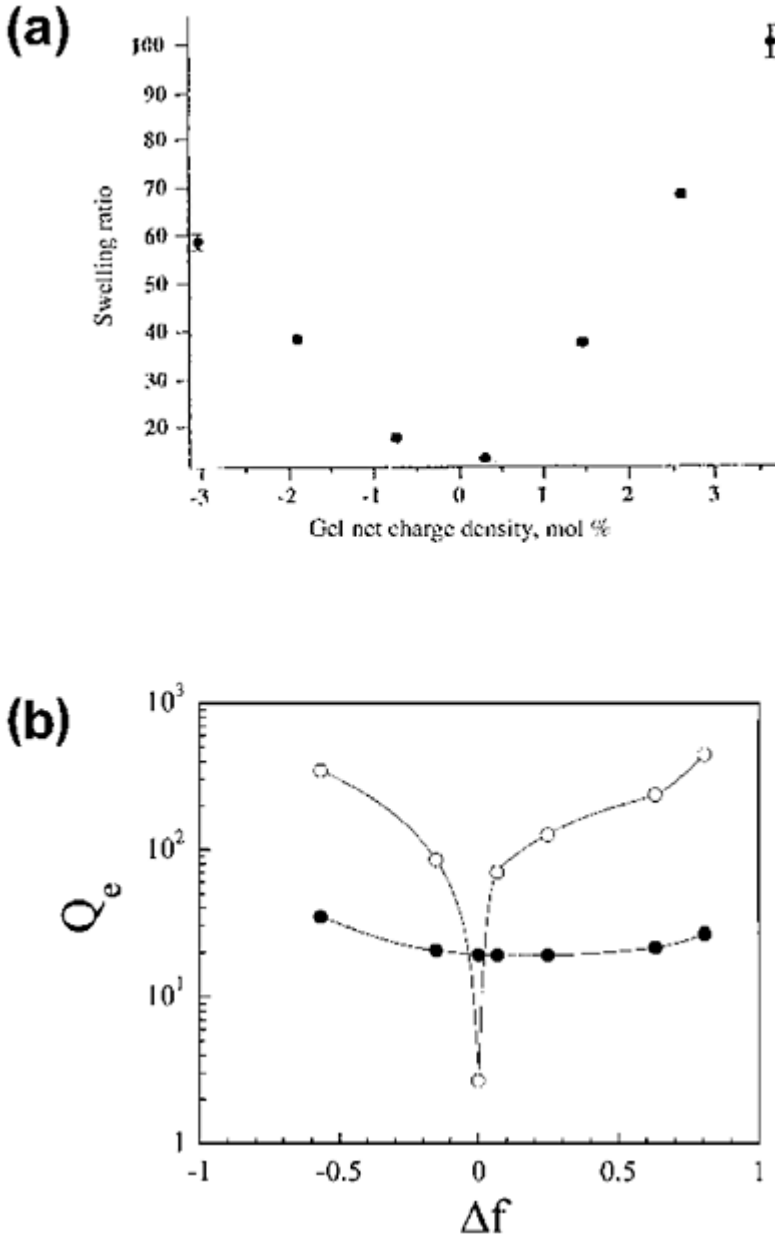 (a)
100
90
80
70
60
50
40
30
20
Swelling ratio
-3 -2 -1 0 1 2 3
Gel net charge density, mol %
(b)
10³
10²
10¹
1
Qₑ
-1 -0.5 0 0.5 1
Δf